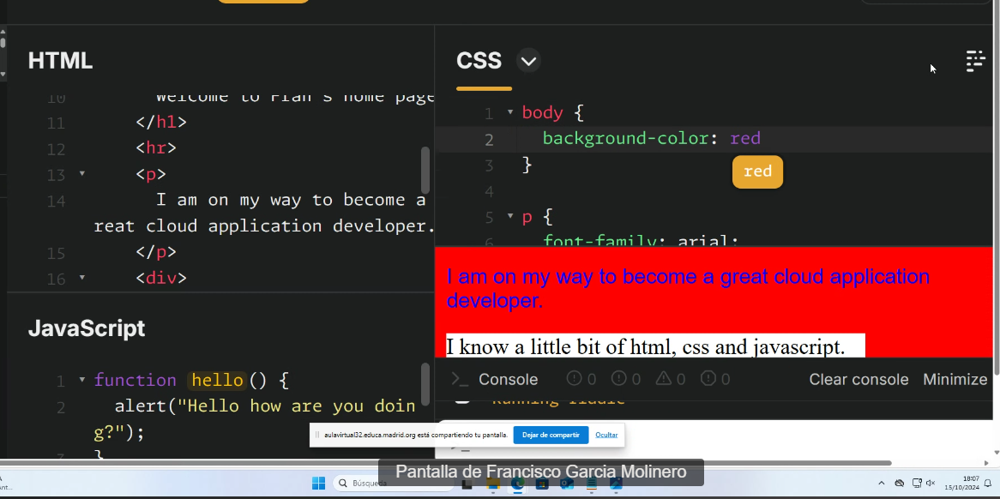 HTML
10 Welcome to Fran's home page
11 </h1>
12 <hr>
13 <p>
14 I am on my way to become a
reat cloud application developer.
15 </p>
16 <div>
CSS
1 body {
2 background-color: red
3 }
red
4
5 p {
6 font-family: arial;
I am on my way to become a great cloud application
developer.
I know a little bit of html, css and javascript.
JavaScript
1 function hello() {
2 alert("Hello how are you doin
g?");
3 }
Console 0 0 0 0 Clear console Minimize
Running fiddle
aulavirtual32.educa.madrid.org está compartiendo tu pantalla. Dejar de compartir Ocultar
Pantalla de Francisco Garcia Molinero
Búsqueda
18:07
15/10/2024